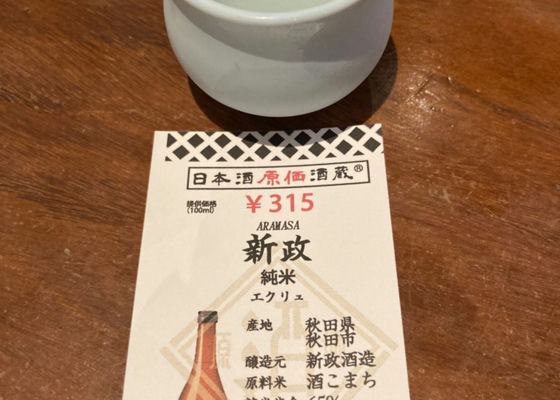 日本酒原価酒蔵®
提供価格
(100ml)
¥315
ARAMASA
新政
純米
エクリュ
産地 秋田県
秋田市
醸造元 新政酒造
原料米 酒こまち